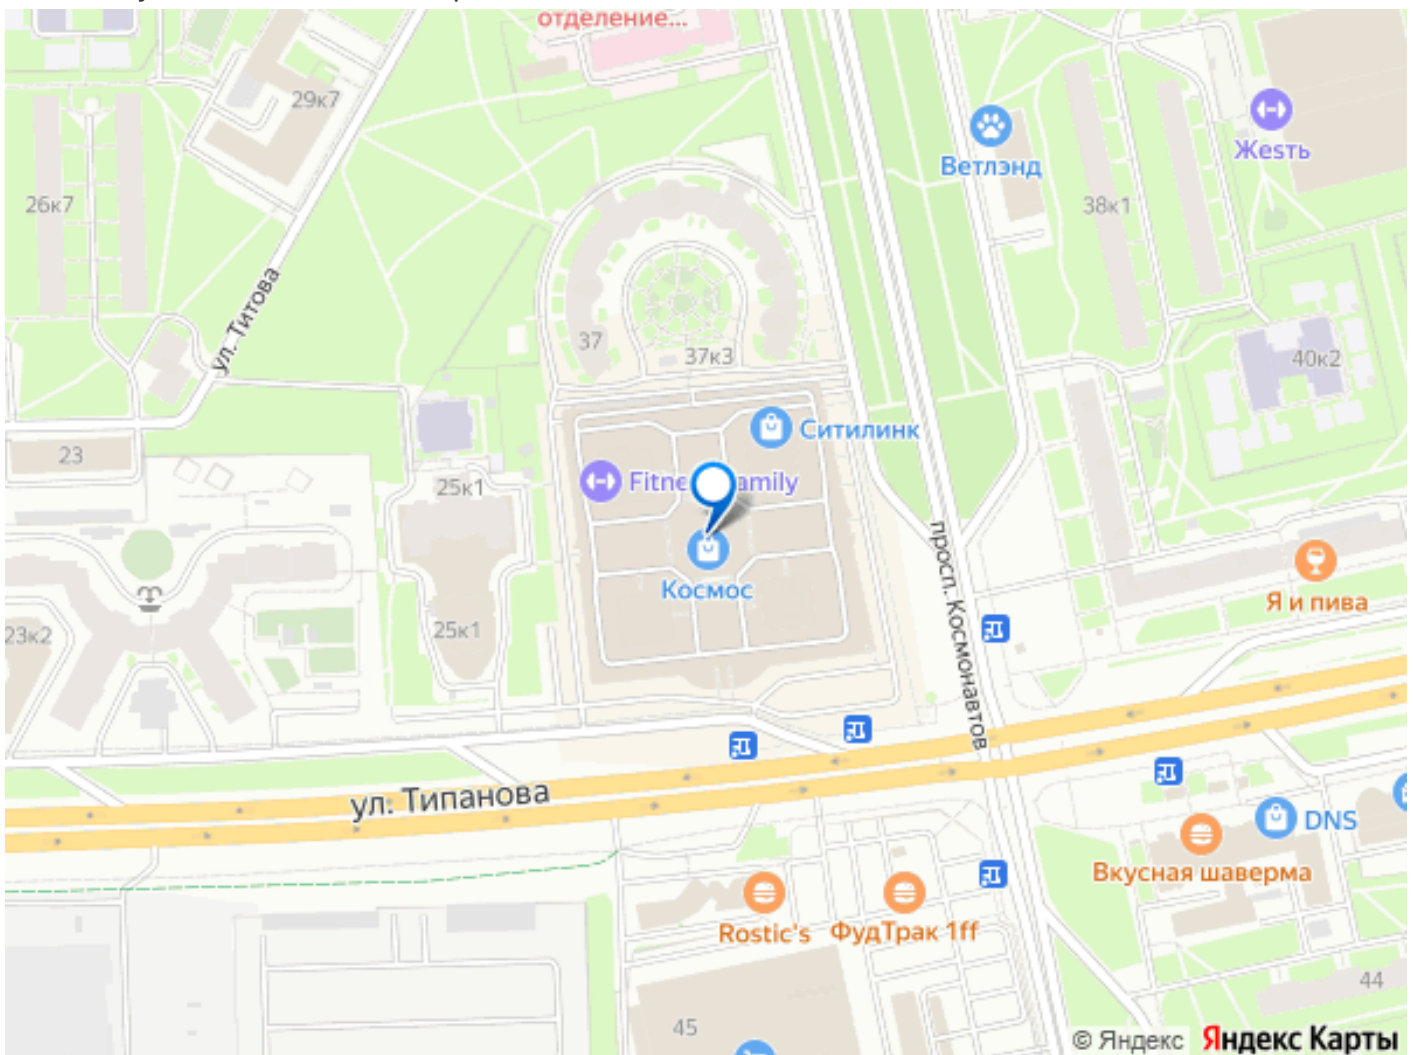 отделение...
29к7
Ветлэнд
Жеsть
26к7
38к1
ул. Титова
37
37к3
40к2
Ситилинк
23
25к1
Fitne
amily
просп. Космонавтов
Космос
Я и пива
23к2
25к1
ул. Типанова
DNS
Вкусная шаверма
Rostic's
ФудТрак 1ff
44
45
© Яндекс
Яндекс Карты